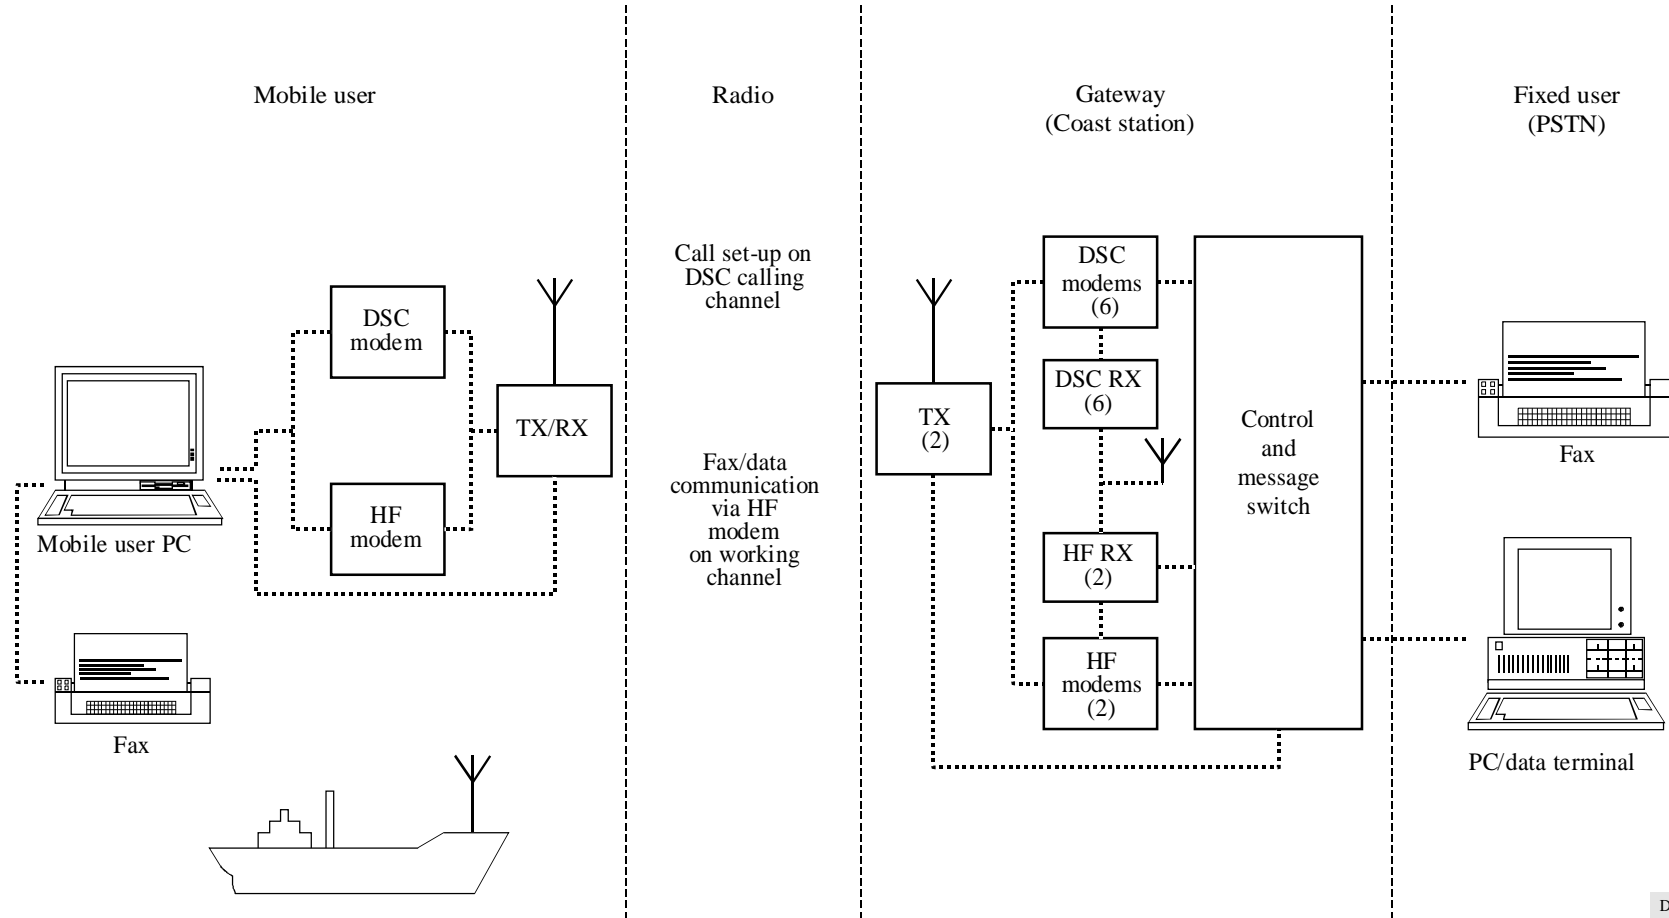 Mobile user
Radio
Gateway
(Coast station)
Fixed user
(PSTN)
Call set-up on
DSC calling
channel
Fax/data
communication
via HF
modem
on working
channel
DSC
modem
HF
modem
TX/RX
Mobile user PC
Fax
TX
(2)
DSC
modems
(6)
DSC RX
(6)
HF RX
(2)
HF
modems
(2)
Control
and
message
switch
Fax
PC/data terminal
D